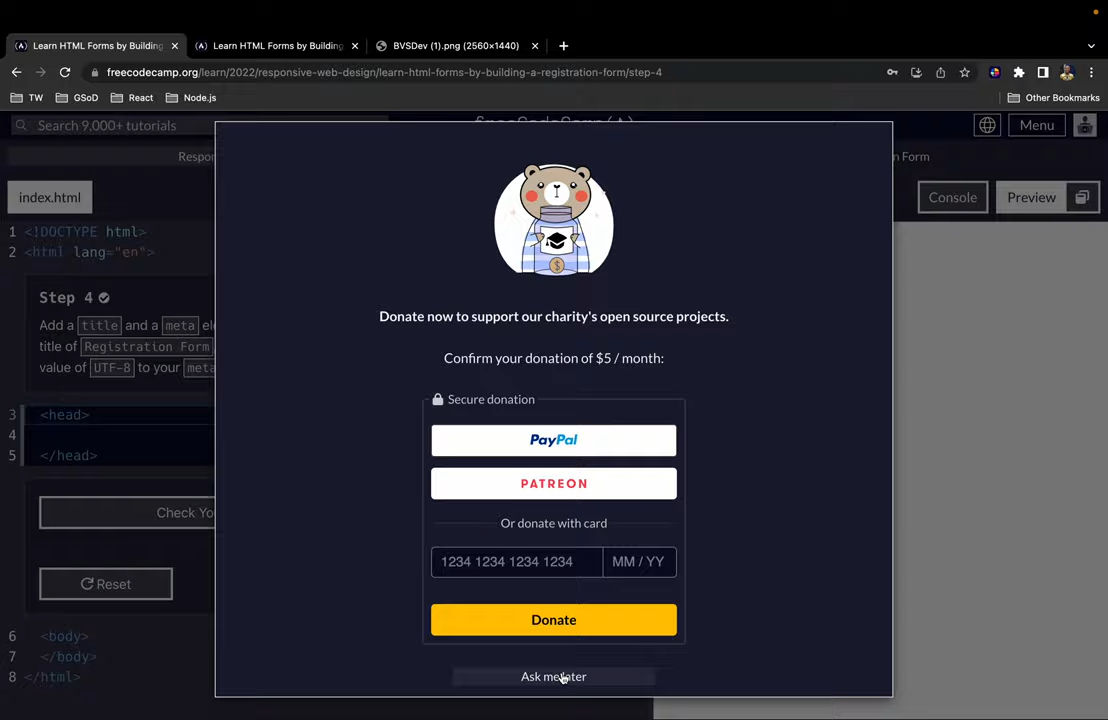 Learn HTML Forms by Building
Learn HTML Forms by Building
BVSDev (1).png (2560×1440)
freecodecamp.org/learn/2022/responsive-web-design/learn-html-forms-by-building-a-registration-form/step-4
TW
GSoD
React
Node.js
Other Bookmarks
Search 9,000+ tutorials
Menu
Respon
n Form
index.html
Console
Preview
1 <!DOCTYPE html>
2 <html lang="en">
Step 4
Add a title and a meta el
title of Registration Form
value of UTF-8 to your meta
3 <head>
4
5 </head>
Check Yo
Reset
6 <body>
7 </body>
8 </html>
Donate now to support our charity's open source projects.
Confirm your donation of $5 / month:
Secure donation
PayPal
PATREON
Or donate with card
1234 1234 1234 1234
MM / YY
Donate
Ask me later